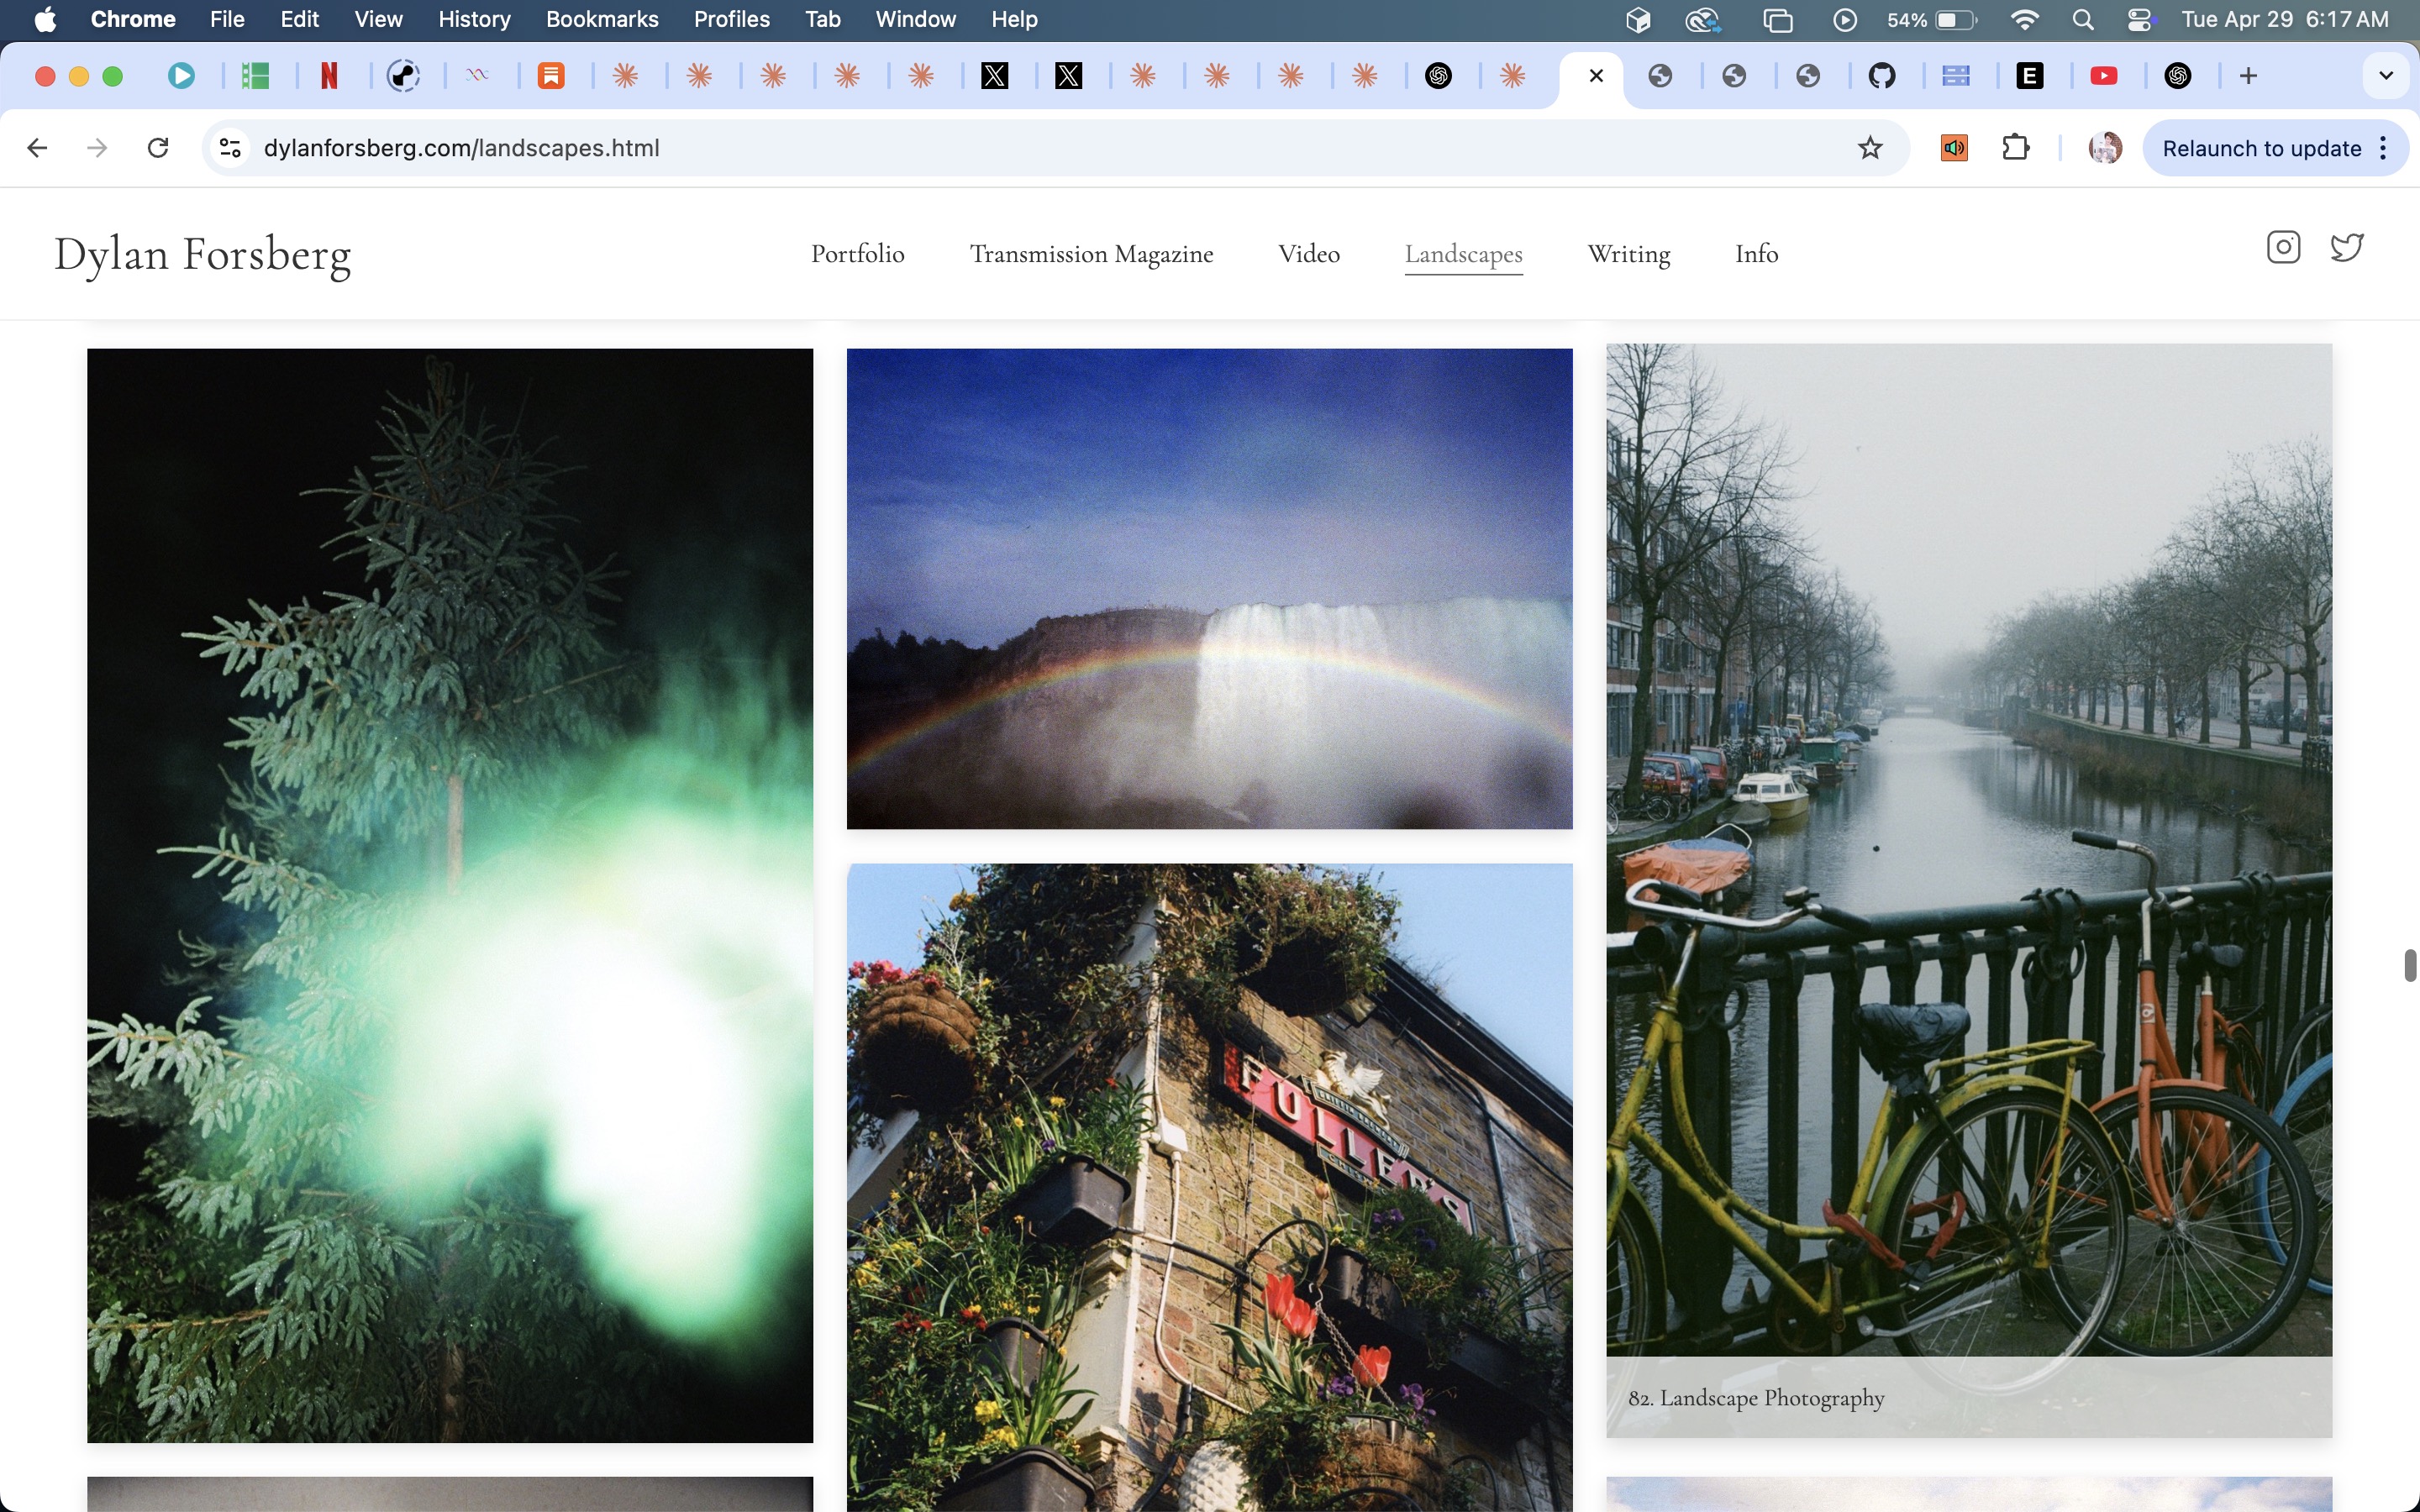 Chrome File Edit View History Bookmarks Profiles Tab Window Help 54% Tue Apr 29 6:17 AM
dylanforsberg.com/landscapes.html Relaunch to update
Dylan Forsberg Portfolio Transmission Magazine Video Landscapes Writing Info
FULLER'S
82. Landscape Photography